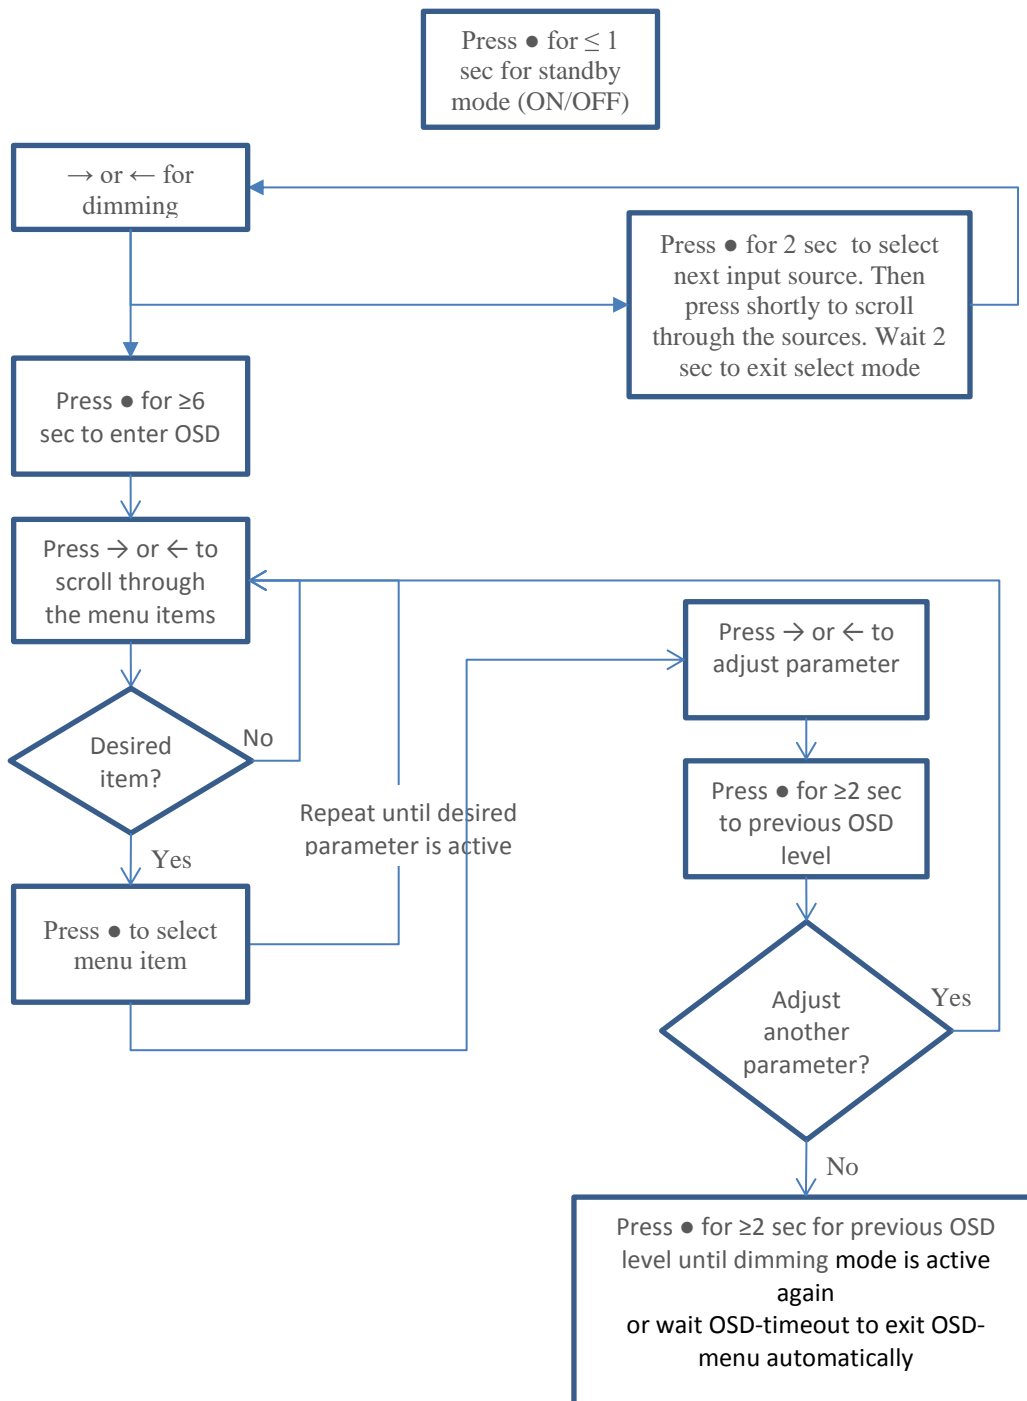 Press ● for ≤ 1
sec for standby
mode (ON/OFF)
→ or ← for
dimming
Press ● for 2 sec to select
next input source. Then
press shortly to scroll
through the sources. Wait 2
sec to exit select mode
Press ● for ≥6
sec to enter OSD
Press → or ← to
scroll through
the menu items
Desired
item?
No
Yes
Press ● to select
menu item
Repeat until desired
parameter is active
Press → or ← to
adjust parameter
Press ● for ≥2 sec
to previous OSD
level
Adjust
another
parameter?
Yes
No
Press ● for ≥2 sec for previous OSD
level until dimming mode is active
again
or wait OSD-timeout to exit OSD-
menu automatically